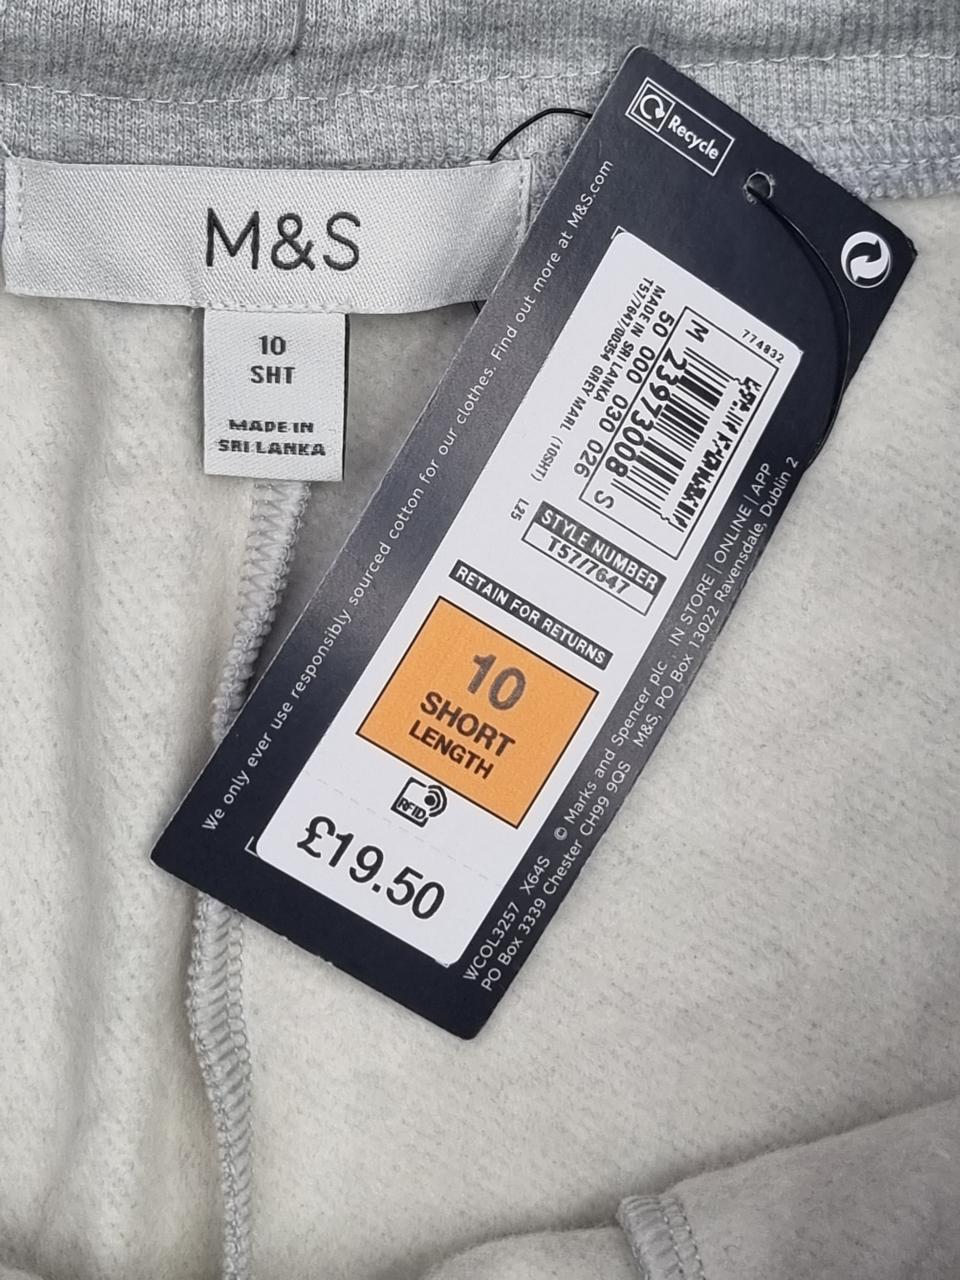 M&S
10
SHT
MADE IN
SRI LANKA
Recycle
We only ever use responsibly sourced cotton for our clothes. Find out more at M&S.com
774832
M 23973008 S
50 000 030 026
MADE IN SRI LANKA
T57/7647/00354 GREY MARL (10SHT)
L25
STYLE NUMBER
T57/7647
RETAIN FOR RETURNS
10
SHORT
LENGTH
RFID
£19.50
WCOL3257 X64S © Marks and Spencer plc IN STORE | ONLINE | APP
PO Box 3339 Chester CH99 9QS M&S, PO Box 13022 Ravensdale, Dublin 2